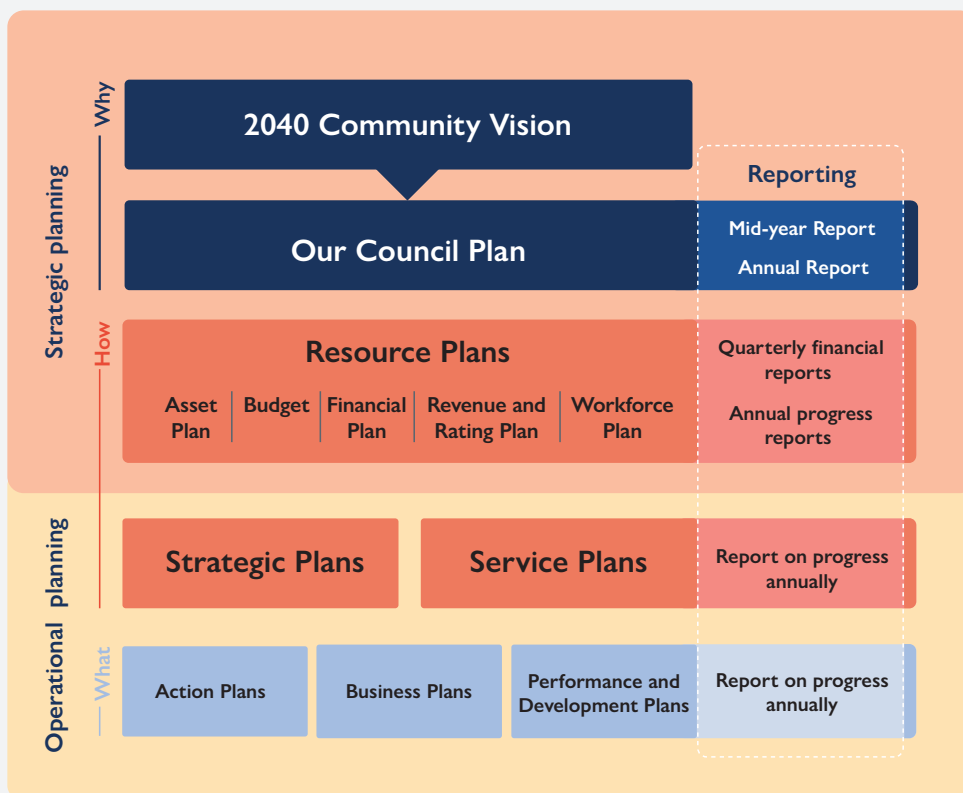 Strategic planning
Why
2040 Community Vision
Reporting
Our Council Plan
Mid-year Report
Annual Report
How
Resource Plans
Asset
Plan
Budget
Financial
Plan
Revenue and
Rating Plan
Workforce
Plan
Quarterly financial
reports
Annual progress
reports
Operational planning
Strategic Plans
Service Plans
Report on progress
annually
What
Action Plans
Business Plans
Performance and
Development Plans
Report on progress
annually